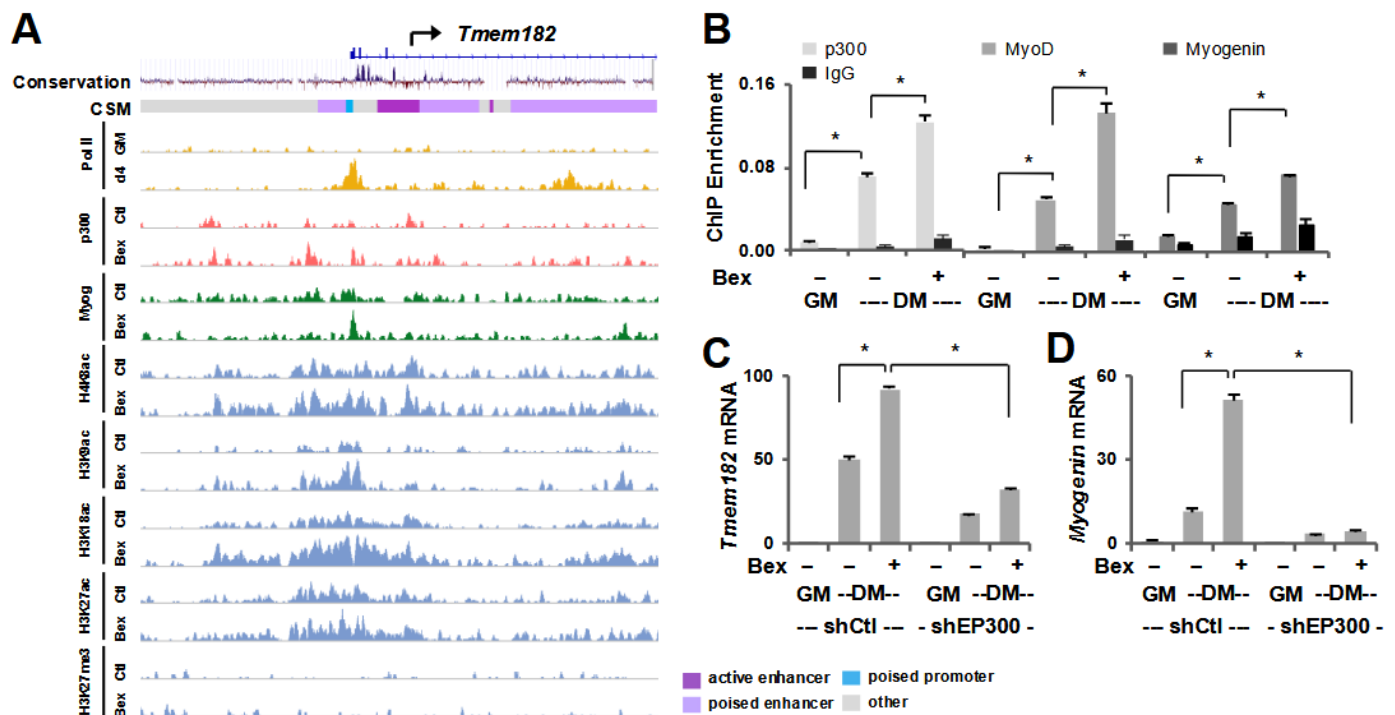 A
Tmem182
Conservation
CSM
Pol II
GM
d4
p300
Ctl
Bex
Myog
Ctl
Bex
H4K8ac
Ctl
Bex
H3K9ac
Ctl
Bex
H3K18ac
Ctl
Bex
H3K27ac
Ctl
Bex
H3K27me3
Ctl
Bex
B
p300 MyoD Myogenin
IgG
ChIP Enrichment
0.16
0.08
0.00
* * * * * *
Bex – – + – – + – – +
GM ---- DM ---- GM ---- DM ---- GM ---- DM ----
C
Tmem182 mRNA
100
50
0
* *
Bex – – + – – +
GM --DM-- GM --DM--
--- shCtl --- - shEP300 -
D
Myogenin mRNA
60
30
0
* *
Bex – – + – – +
GM --DM-- GM --DM--
--- shCtl --- - shEP300 -
active enhancer poised promoter
poised enhancer other